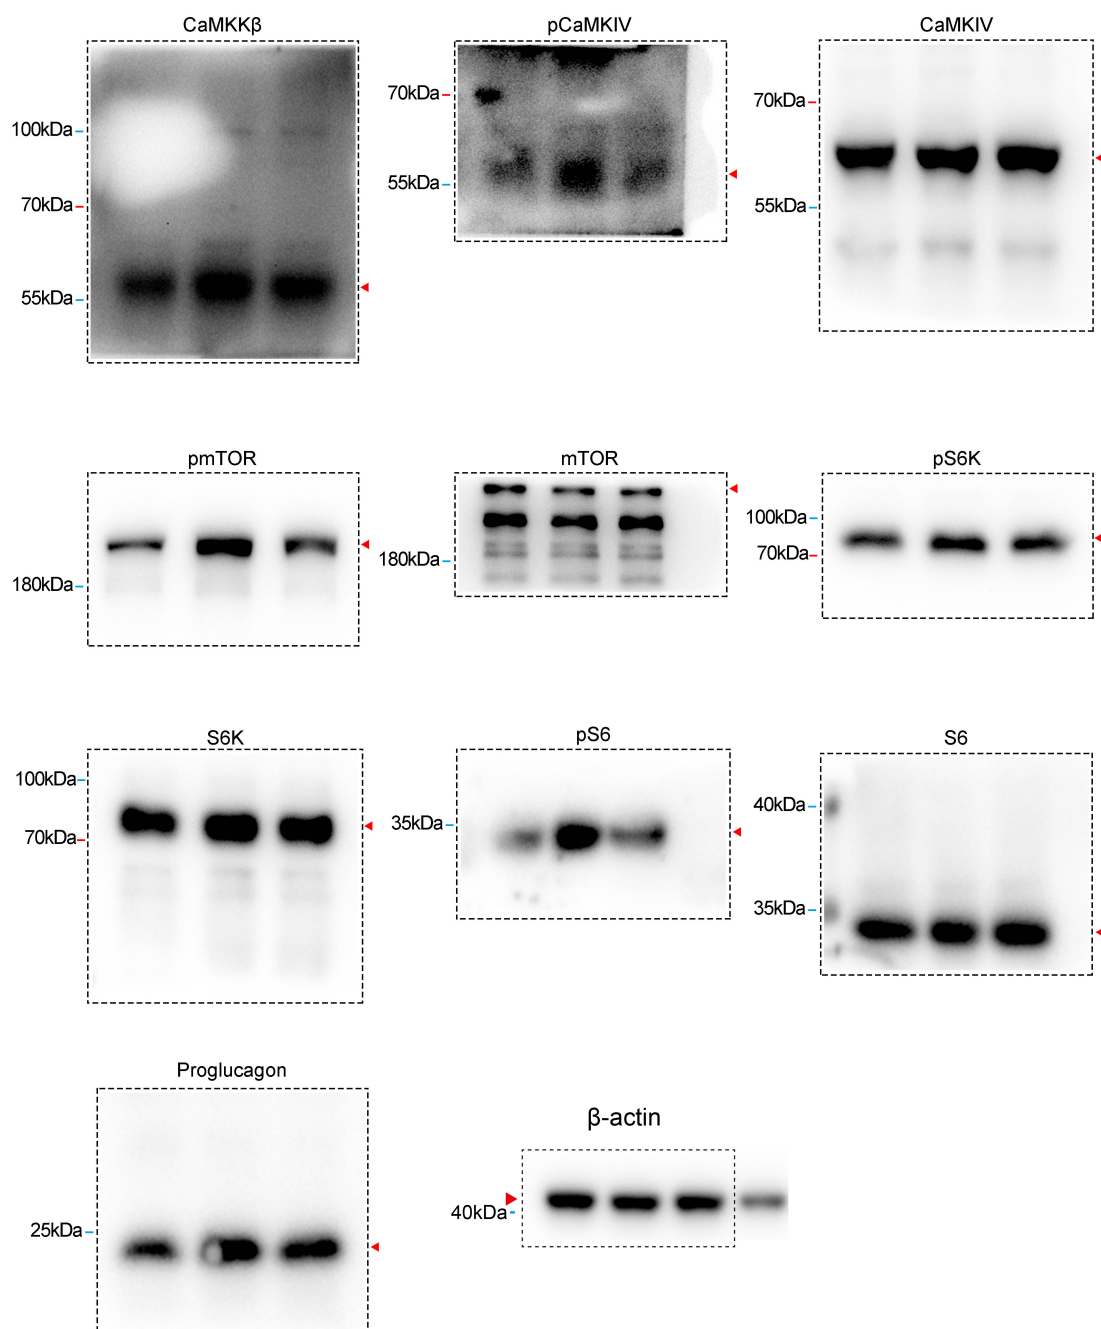 CaMKKβ
pCaMKIV
CaMKIV
100kDa
70kDa
55kDa
70kDa
55kDa
70kDa
55kDa
pmTOR
mTOR
pS6K
180kDa
180kDa
100kDa
70kDa
S6K
pS6
S6
100kDa
70kDa
35kDa
40kDa
35kDa
Proglucagon
β-actin
25kDa
40kDa